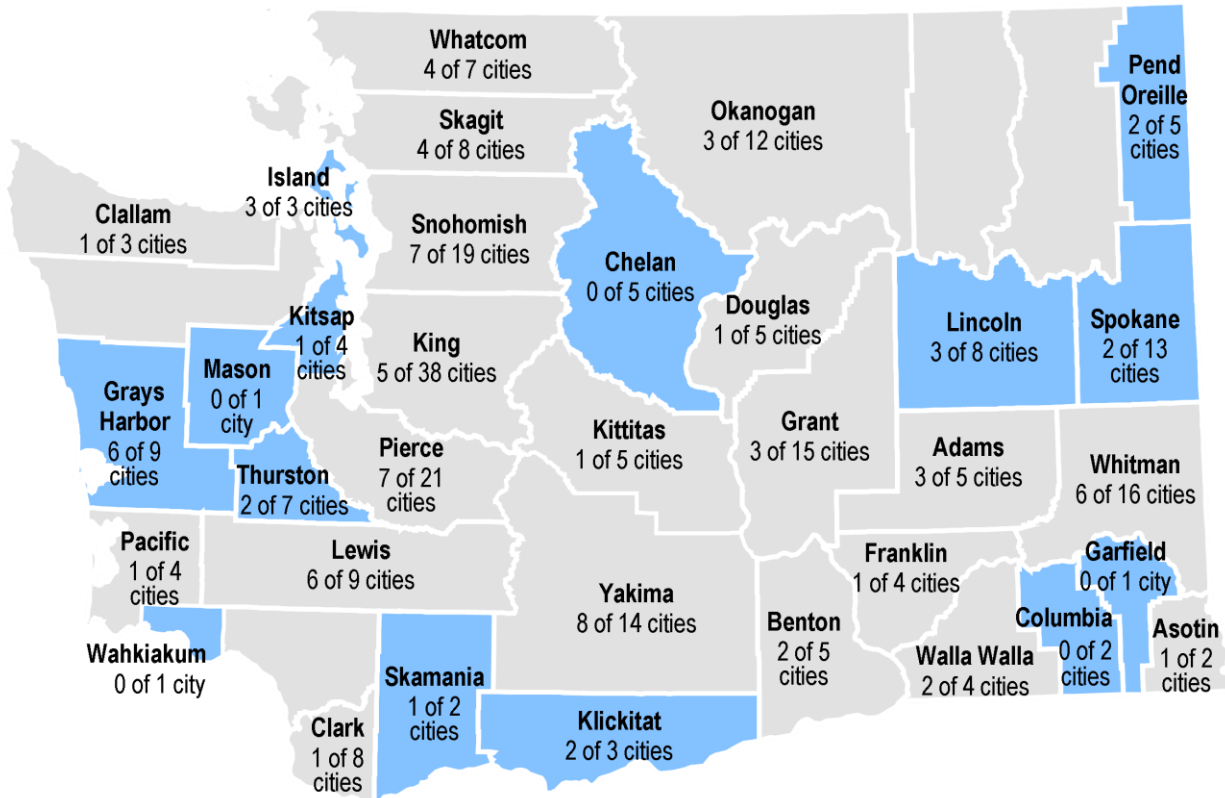 Whatcom
4 of 7 cities
Pend
Oreille
2 of 5
cities
Okanogan
3 of 12 cities
Skagit
4 of 8 cities
Island
3 of 3 cities
Clallam
1 of 3 cities
Snohomish
7 of 19 cities
Chelan
0 of 5 cities
Douglas
1 of 5 cities
Kitsap
1 of 4
cities
King
5 of 38 cities
Lincoln
3 of 8 cities
Spokane
2 of 13
cities
Mason
0 of 1
city
Grays
Harbor
6 of 9
cities
Kittitas
1 of 5 cities
Grant
3 of 15 cities
Pierce
7 of 21
cities
Adams
3 of 5 cities
Whitman
6 of 16 cities
Thurston
2 of 7 cities
Pacific
1 of 4
cities
Lewis
6 of 9 cities
Franklin
1 of 4 cities
Garfield
0 of 1 city
Yakima
8 of 14 cities
Benton
2 of 5
cities
Columbia
0 of 2
cities
Asotin
1 of 2
cities
Wahkiakum
0 of 1 city
Walla Walla
2 of 4 cities
Skamania
1 of 2
cities
Klickitat
2 of 3 cities
Clark
1 of 8
cities